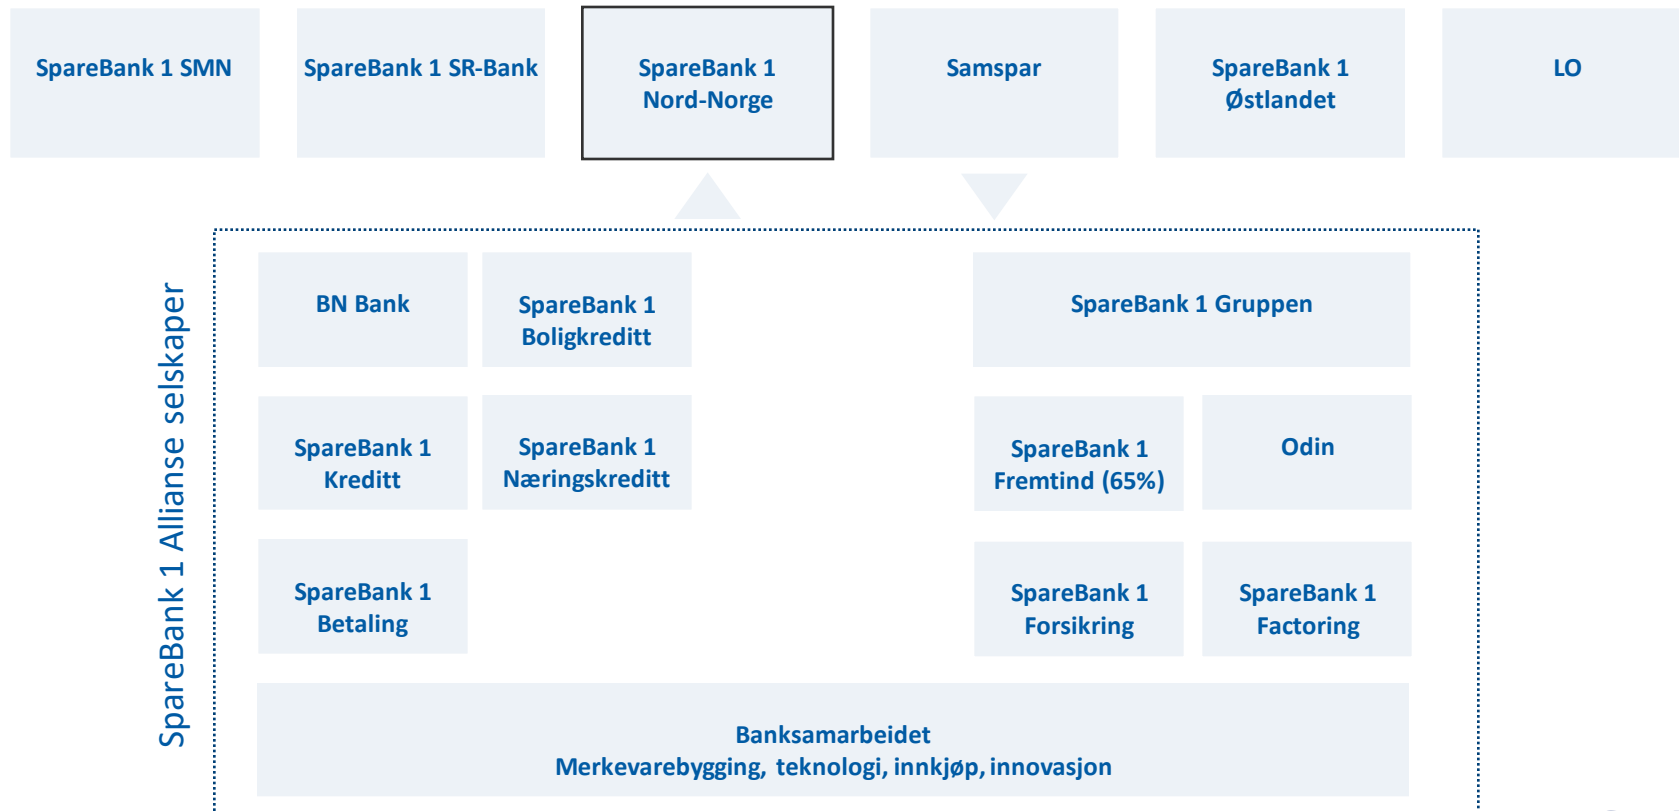 SpareBank 1 SMN
SpareBank 1 SR-Bank
SpareBank 1
Nord-Norge
Samspar
SpareBank 1
Østlandet
LO
SpareBank 1 Allianse selskaper
BN Bank
SpareBank 1
Boligkreditt
SpareBank 1 Gruppen
SpareBank 1
Kreditt
SpareBank 1
Næringskreditt
SpareBank 1
Fremtind (65%)
Odin
SpareBank 1
Betaling
SpareBank 1
Forsikring
SpareBank 1
Factoring
Banksamarbeidet
Merkevarebygging, teknologi, innkjøp, innovasjon